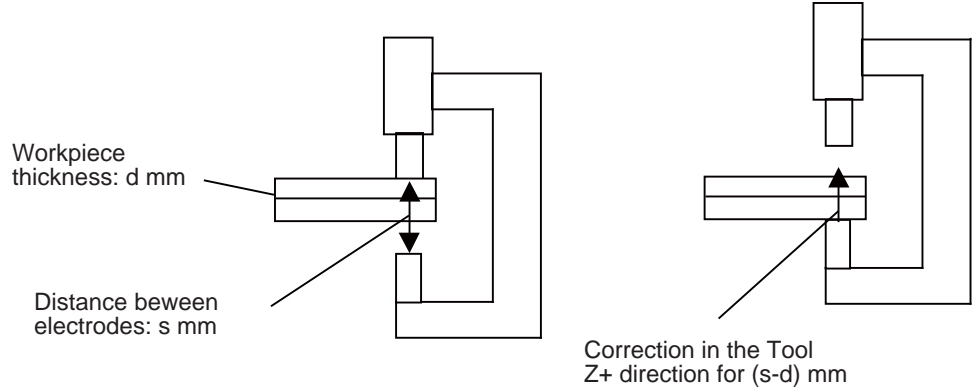 Workpiece
thickness: d mm
Distance beween
electrodes: s mm
Correction in the Tool
Z+ direction for (s-d) mm